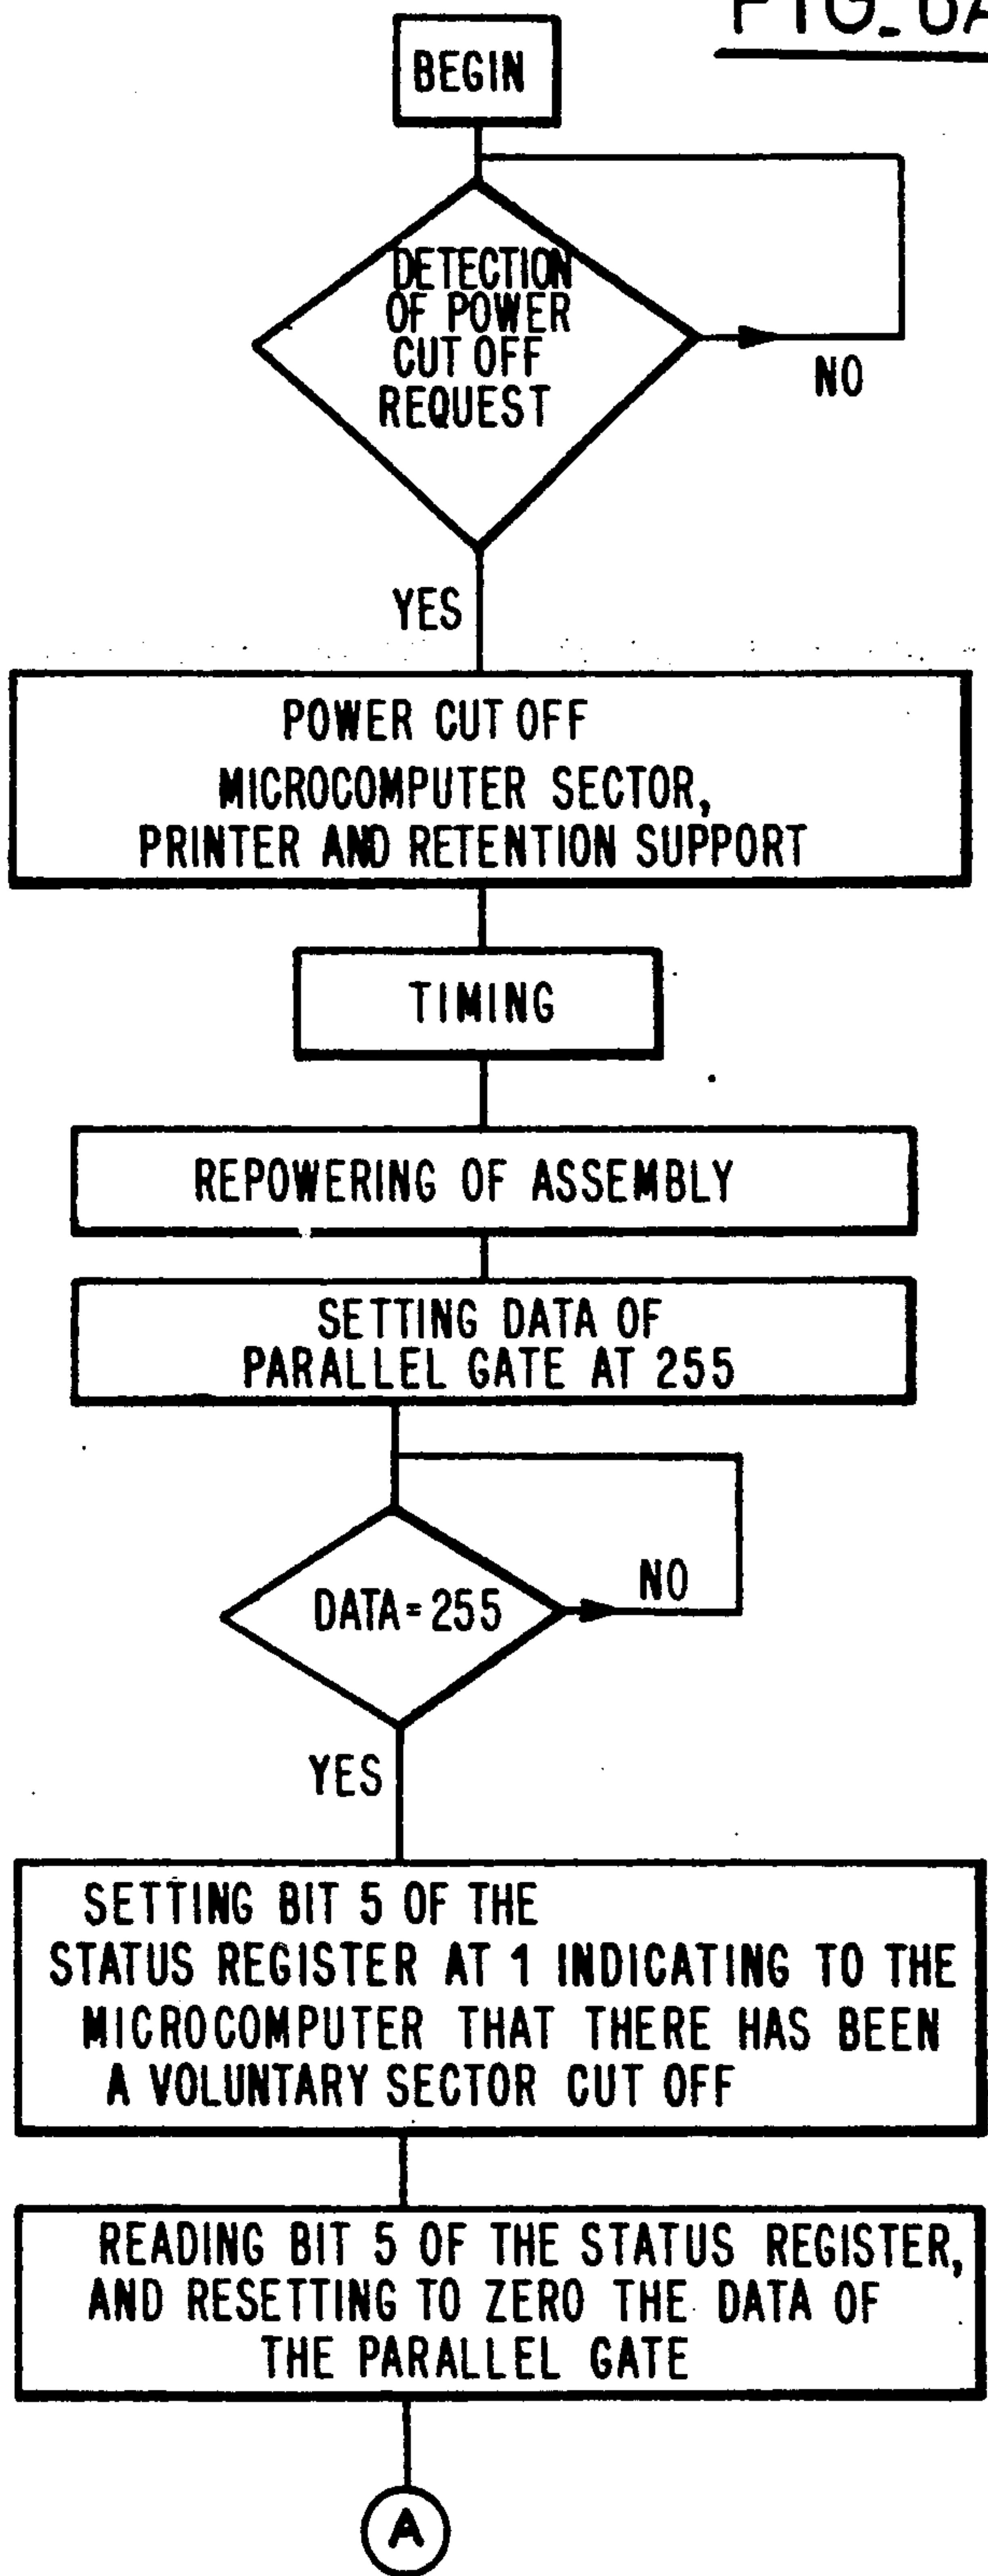 FIG_6A
BEGIN
DETECTION
OF POWER
CUT OFF
REQUEST
NO
YES
POWER CUT OFF
MICROCOMPUTER SECTOR,
PRINTER AND RETENTION SUPPORT
TIMING
REPOWERING OF ASSEMBLY
SETTING DATA OF
PARALLEL GATE AT 255
DATA = 255
NO
YES
SETTING BIT 5 OF THE
STATUS REGISTER AT 1 INDICATING TO THE
MICROCOMPUTER THAT THERE HAS BEEN
A VOLUNTARY SECTOR CUT OFF
READING BIT 5 OF THE STATUS REGISTER,
AND RESETTING TO ZERO THE DATA OF
THE PARALLEL GATE
A